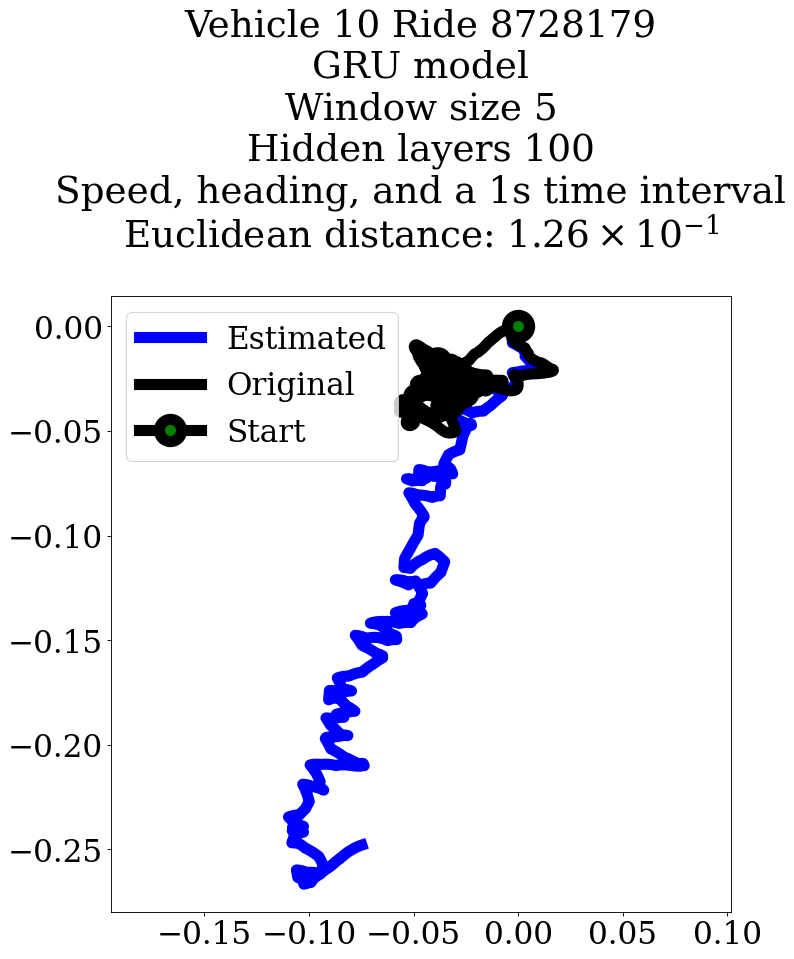 Vehicle 10 Ride 8728179
GRU model
Window size 5
Hidden layers 100
Speed, heading, and a 1s time interval
Euclidean distance: 1.26 × 10⁻¹
Estimated
Original
Start
0.00
−0.05
−0.10
−0.15
−0.20
−0.25
−0.15 −0.10 −0.05 0.00 0.05 0.10